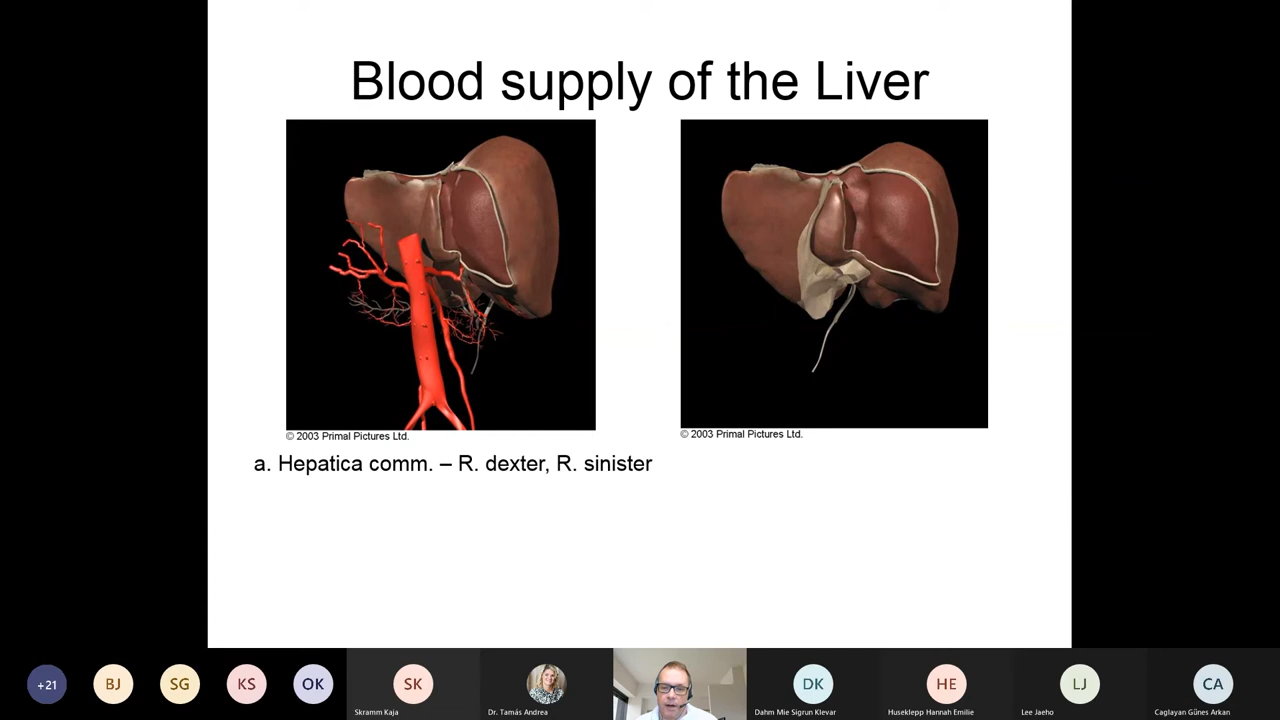 Blood supply of the Liver
© 2003 Primal Pictures Ltd.
© 2003 Primal Pictures Ltd.
a. Hepatica comm. – R. dexter, R. sinister
+21
BJ
SG
KS
OK
SK
Skramm Kaja
Dr. Tamás Andrea
DK
Dahm Mie Sigrun Klevar
HE
Huseklepp Hannah Emilie
LJ
Lee Jaeho
CA
Caglayan Günes Arkan